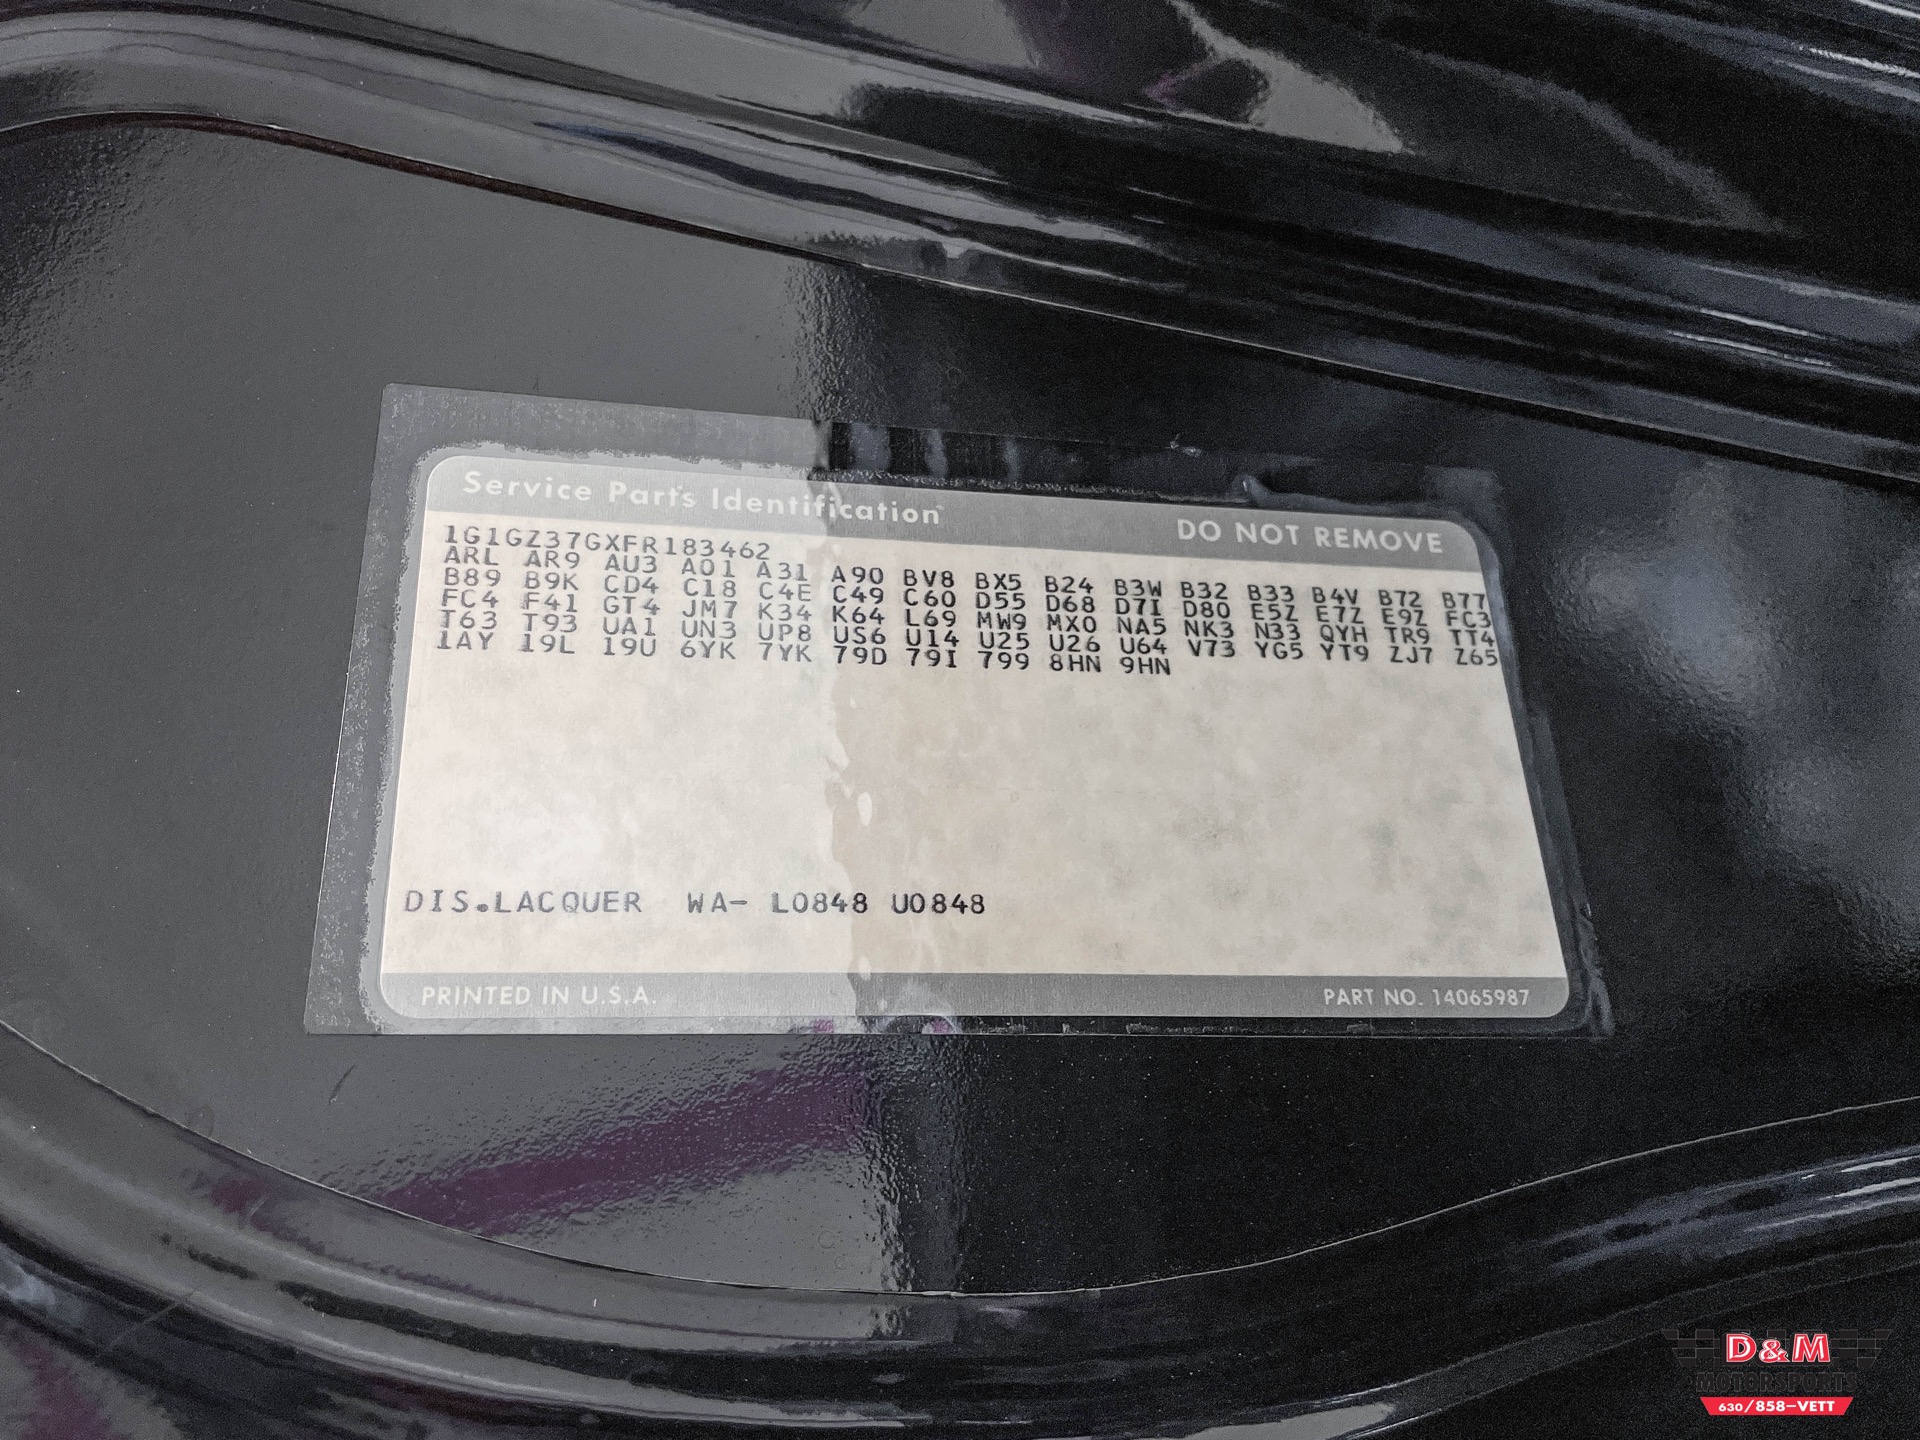 Service Parts Identification
DO NOT REMOVE
1G1GZ37GXFR183462
ARL AR9 AU3 A01 A31 A90 BV8 BX5 B24 B3W B32 B33 B4V B72 B77
B89 B9K CD4 C18 C4E C49 C60 D55 D68 D7I D80 E5Z E7Z E9Z FC3
FC4 F41 GT4 JM7 K34 K64 L69 MW9 MX0 NA5 NK3 N33 QYH TR9 TT4
T63 T93 UA1 UN3 UP8 US6 U14 U25 U26 U64 V73 YG5 YT9 ZJ7 Z65
1AY 19L 19U 6YK 7YK 79D 79I 799 8HN 9HN
DIS.LACQUER WA- L0848 U0848
PRINTED IN U.S.A.
PART NO. 14065987
D&M
MOTORSPORTS
630/858-VETT